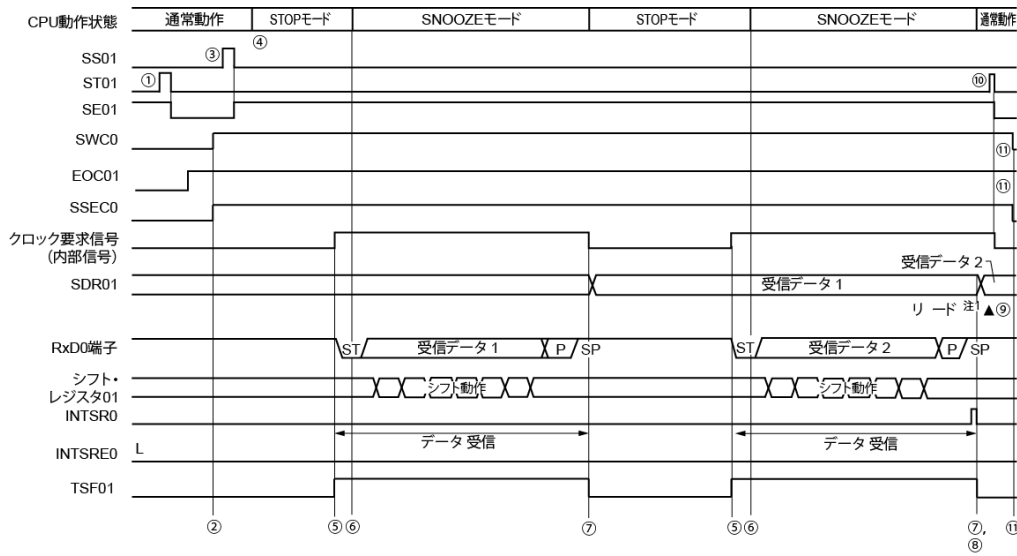 CPU動作状態 通常動作 STOPモード SNOOZEモード STOPモード SNOOZEモード 通常動作
④
SS01 ③
ST01 ① ⑩
SE01
SWC0 ⑪
EOC01 ⑪
SSEC0
クロック要求信号
(内部信号)
受信データ 2
SDR01 受信データ 1
リード 注1 ▲⑨
RxD0端子 ST 受信データ 1 P SP ST 受信データ 2 P SP
シフト・
レジスタ01 シフト動作 シフト動作
INTSR0
データ 受信 データ 受信
INTSRE0 L
TSF01
② ⑤ ⑥ ⑦ ⑤ ⑥ ⑦, ⑪
⑧